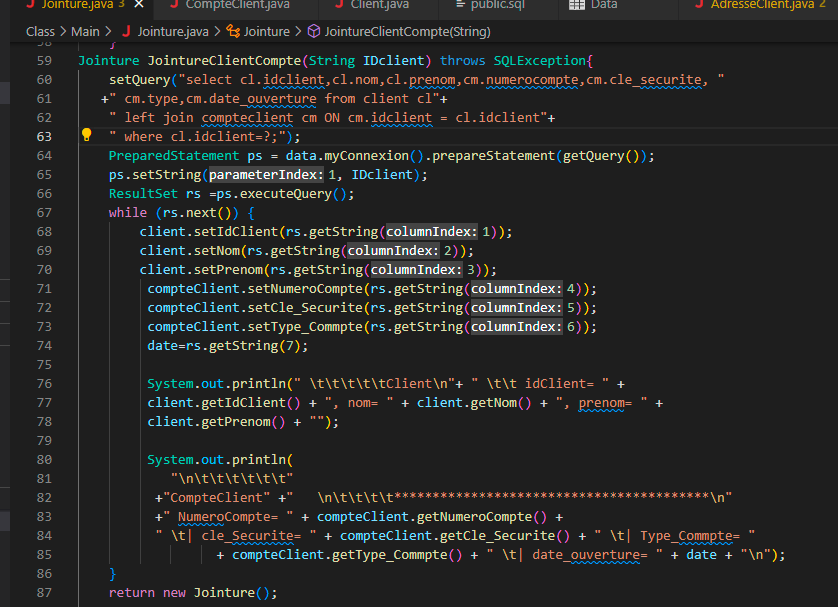 Jointure.java 3 × CompteClient.java Client.java public.sql Data AdresseClient.java 2
Class > Main > Jointure.java > Jointure > JointureClientCompte(String)
58 }
59 Jointure JointureClientCompte(String IDclient) throws SQLException{
60 setQuery("select cl.idclient,cl.nom,cl.prenom,cm.numerocompte,cm.cle_securite, "
61 +" cm.type,cm.date_ouverture from client cl"+
62 " left join compteclient cm ON cm.idclient = cl.idclient"+
63 " where cl.idclient=?;");
64 PreparedStatement ps = data.myConnexion().prepareStatement(getQuery());
65 ps.setString(parameterIndex: 1, IDclient);
66 ResultSet rs =ps.executeQuery();
67 while (rs.next()) {
68 client.setIdClient(rs.getString(columnIndex: 1));
69 client.setNom(rs.getString(columnIndex: 2));
70 client.setPrenom(rs.getString(columnIndex: 3));
71 compteClient.setNumeroCompte(rs.getString(columnIndex: 4));
72 compteClient.setCle_Securite(rs.getString(columnIndex: 5));
73 compteClient.setType_Commpte(rs.getString(columnIndex: 6));
74 date=rs.getString(7);
75
76 System.out.println(" \t\t\t\t\tClient\n"+ " \t\t idClient= " +
77 client.getIdClient() + ", nom= " + client.getNom() + ", prenom= " +
78 client.getPrenom() + "");
79
80 System.out.println(
81 "\n\t\t\t\t\t\t"
82 +"CompteClient" +" \n\t\t\t\t*****************************************\n"
83 +" NumeroCompte= " + compteClient.getNumeroCompte() +
84 " \t| cle_Securite= " + compteClient.getCle_Securite() + " \t| Type_Commpte= "
85 + compteClient.getType_Commpte() + " \t| date_ouverture= " + date + "\n");
86 }
87 return new Jointure();